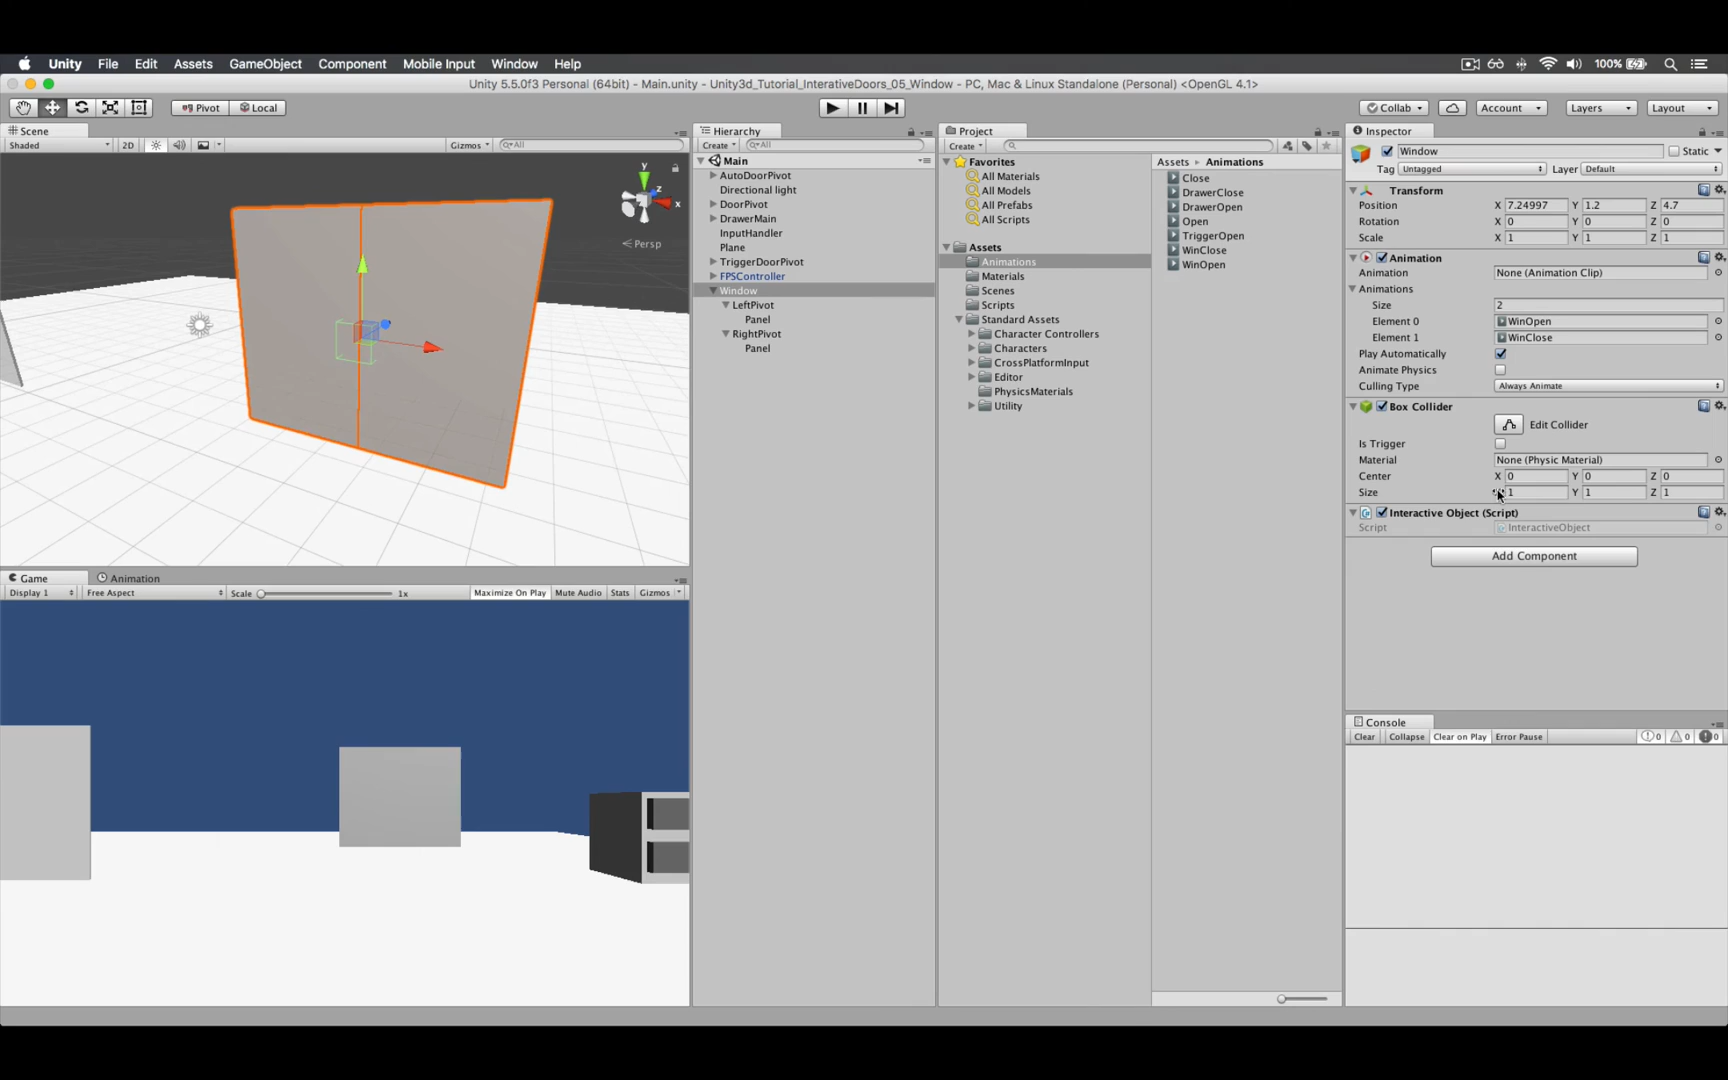 Unity File Edit Assets GameObject Component Mobile Input Window Help 100%
Unity 5.5.0f3 Personal (64bit) - Main.unity - Unity3d_Tutorial_InterativeDoors_05_Window - PC, Mac & Linux Standalone (Personal) <OpenGL 4.1>
Pivot Local Collab Account Layers Layout
Scene
Shaded 2D Gizmos All
y
z
x
Persp
Game Animation
Display 1 Free Aspect Scale 1x Maximize On Play Mute Audio Stats Gizmos
Hierarchy
Create All
Main
AutoDoorPivot
Directional light
DoorPivot
DrawerMain
InputHandler
Plane
TriggerDoorPivot
FPSController
Window
LeftPivot
Panel
RightPivot
Panel
Project
Create
Favorites
All Materials
All Models
All Prefabs
All Scripts
Assets
Animations
Materials
Scenes
Scripts
Standard Assets
Character Controllers
Characters
CrossPlatformInput
Editor
PhysicsMaterials
Utility
Assets Animations
Close
DrawerClose
DrawerOpen
Open
TriggerOpen
WinClose
WinOpen
Inspector
Window Static
Tag Untagged Layer Default
Transform
Position X 7.24997 Y 1.2 Z 4.7
Rotation X 0 Y 0 Z 0
Scale X 1 Y 1 Z 1
Animation
Animation None (Animation Clip)
Animations
Size 2
Element 0 WinOpen
Element 1 WinClose
Play Automatically
Animate Physics
Culling Type Always Animate
Box Collider
Edit Collider
Is Trigger
Material None (Physic Material)
Center X 0 Y 0 Z 0
Size 1 Y 1 Z 1
Interactive Object (Script)
Script InteractiveObject
Add Component
Console
Clear Collapse Clear on Play Error Pause 0 0 0